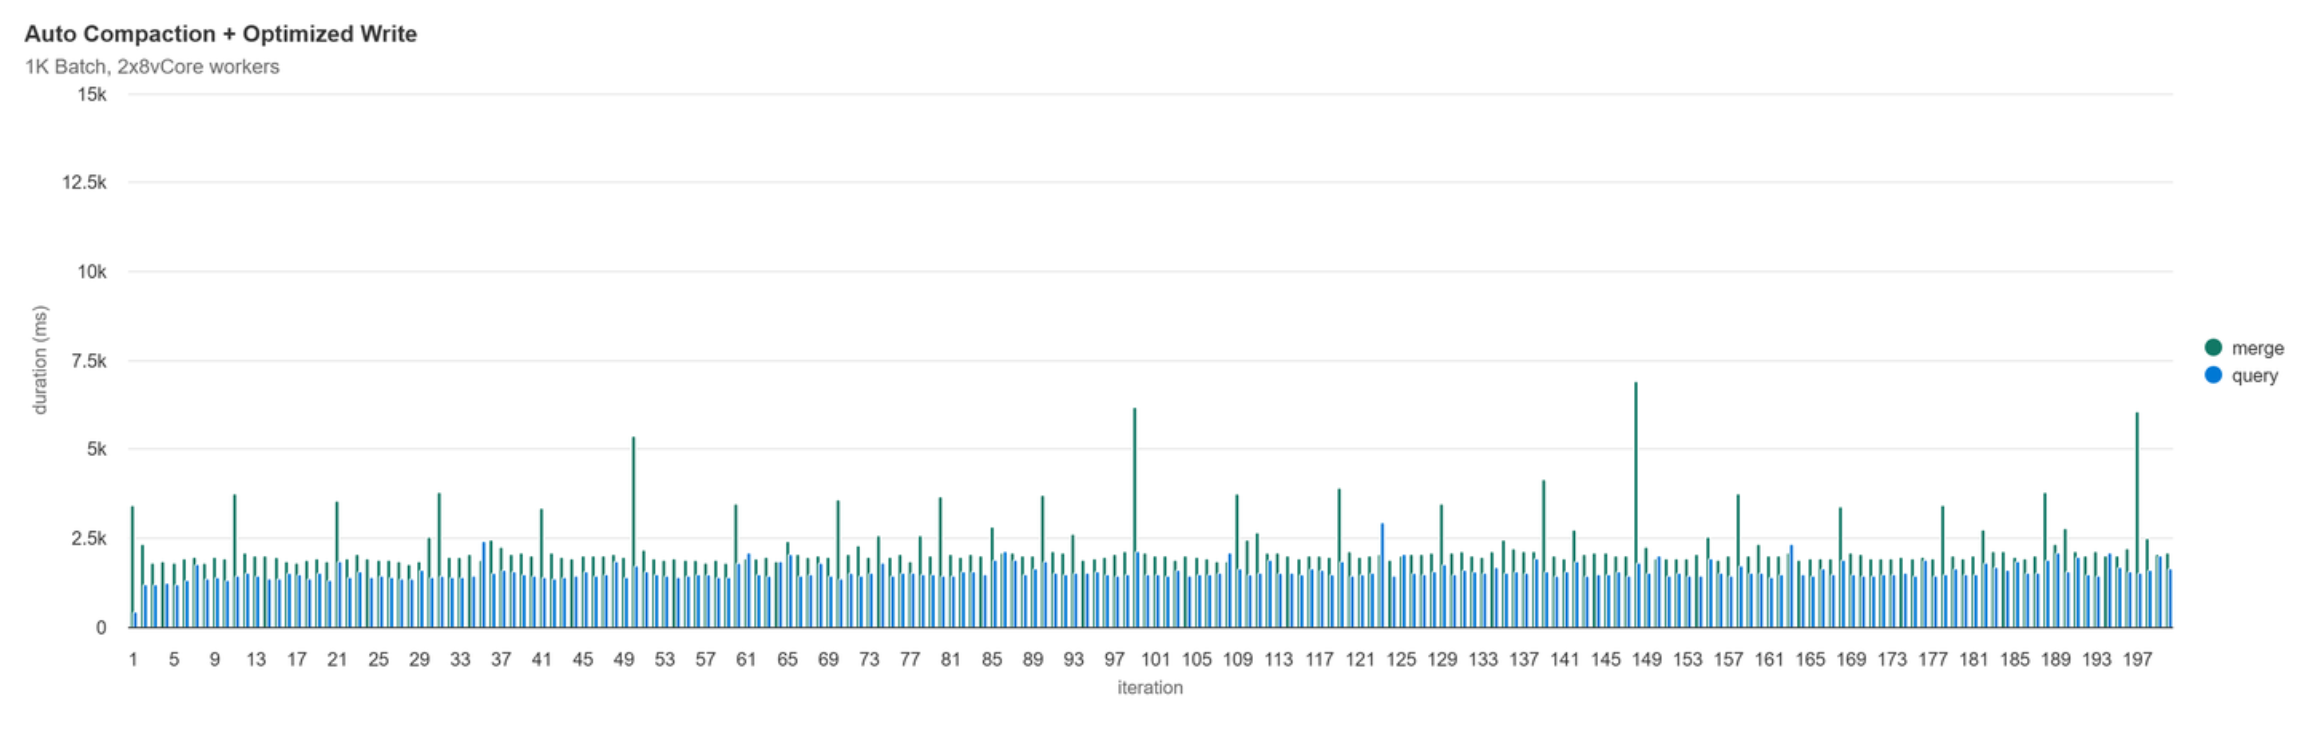 Auto Compaction + Optimized Write
1K Batch, 2x8vCore workers
15k
12.5k
10k
7.5k
5k
2.5k
0
duration (ms)
merge
query
1 5 9 13 17 21 25 29 33 37 41 45 49 53 57 61 65 69 73 77 81 85 89 93 97 101 105 109 113 117 121 125 129 133 137 141 145 149 153 157 161 165 169 173 177 181 185 189 193 197
iteration